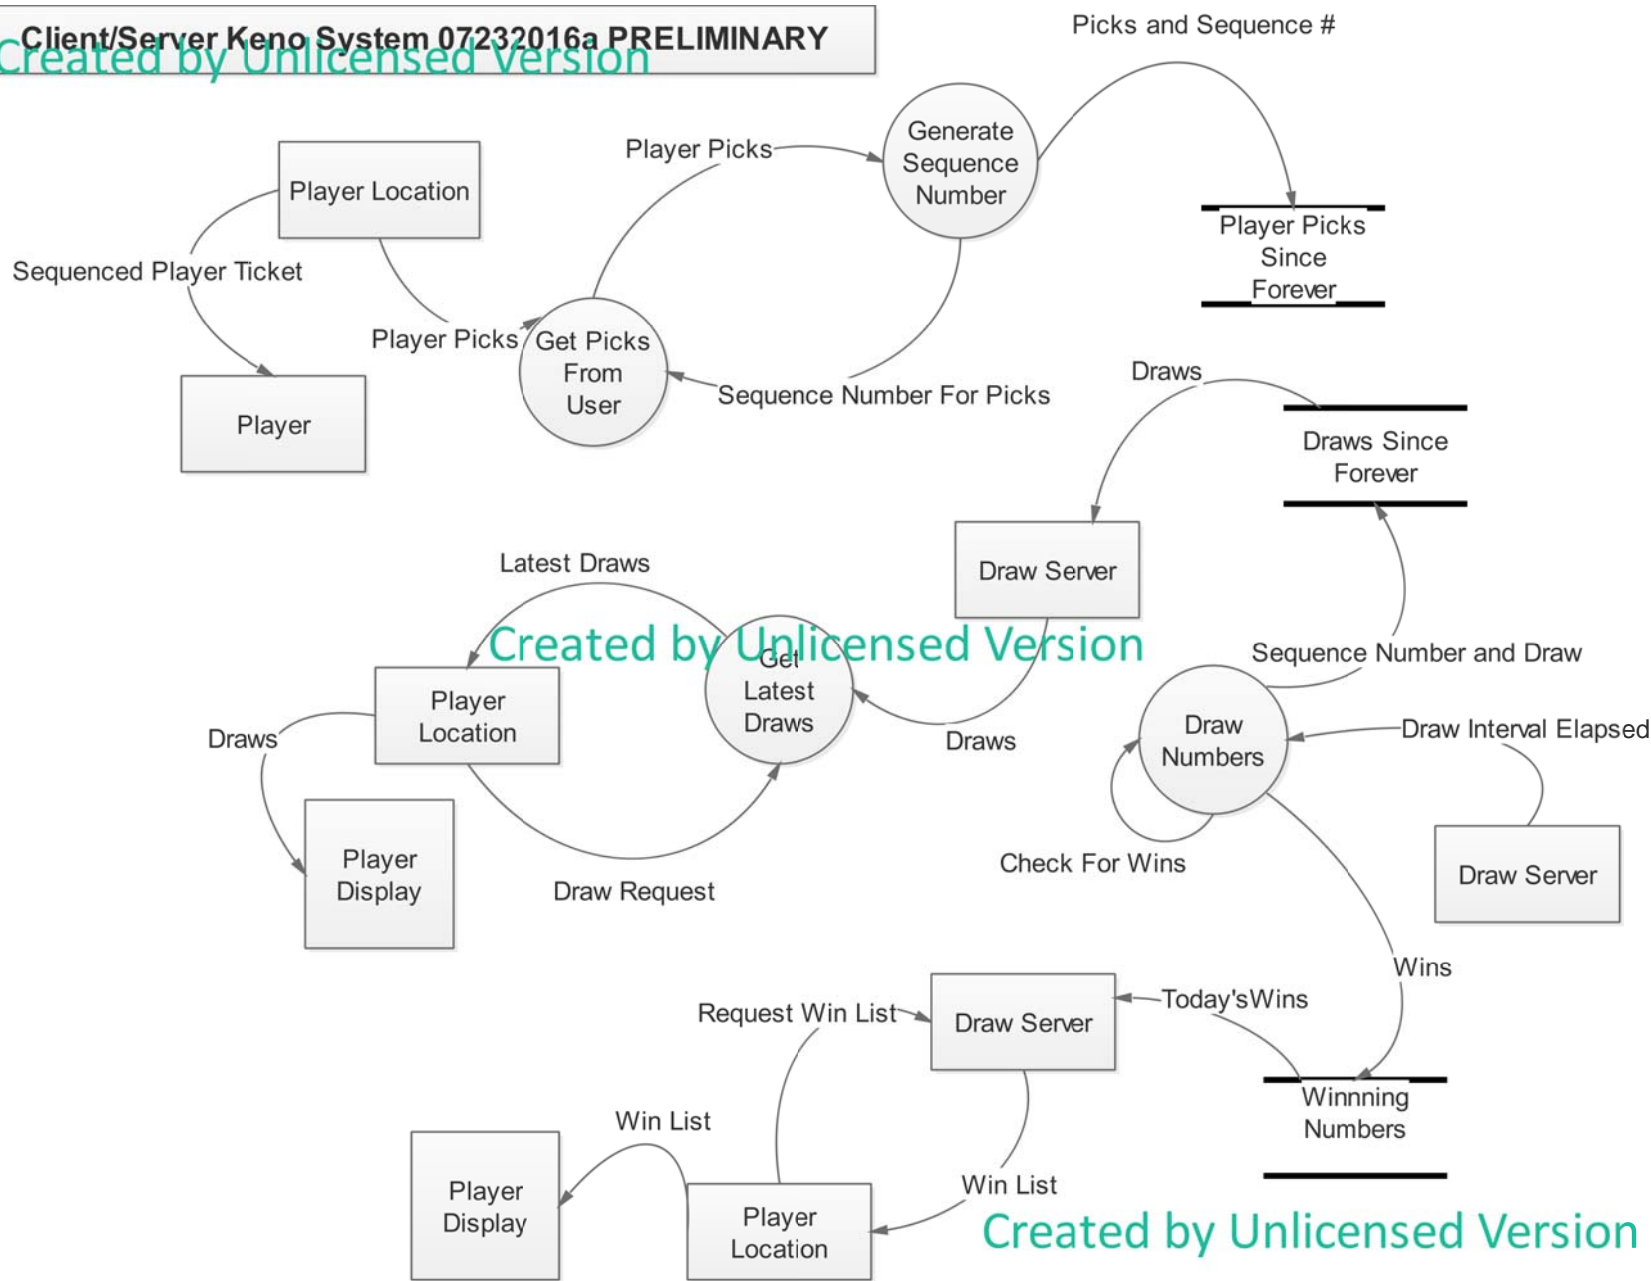 Client/Server Keno System 07232016a PRELIMINARY
Created by Unlicensed Version
Picks and Sequence #
Generate
Sequence
Number
Player Picks
Player Location
Player Picks
Since
Forever
Sequenced Player Ticket
Player Picks
Get Picks
From
User
Sequence Number For Picks
Player
Draws
Draws Since
Forever
Draw Server
Latest Draws
Created by Unlicensed Version
Get
Latest
Draws
Sequence Number and Draw
Player
Location
Draws
Draws
Draw
Numbers
Draw Interval Elapsed
Player
Display
Draw Request
Check For Wins
Draw Server
Wins
Request Win List
Draw Server
Today'sWins
Winnning
Numbers
Win List
Player
Display
Win List
Player
Location
Created by Unlicensed Version